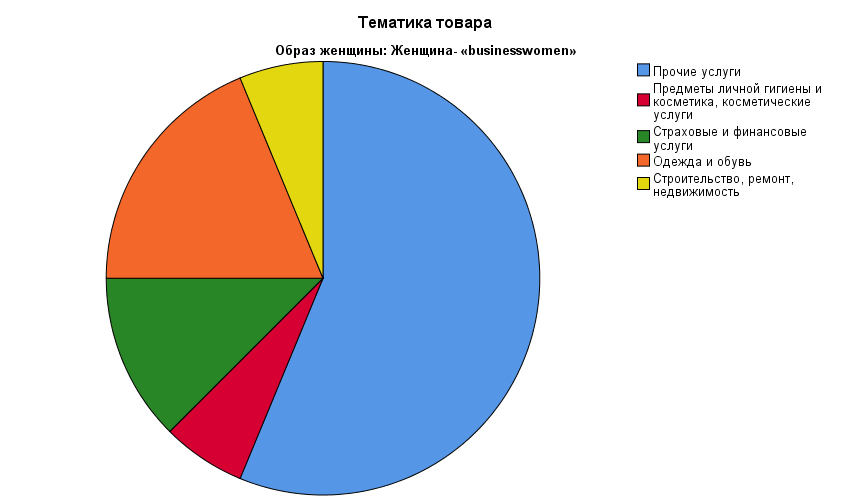 Тематика товара
Образ женщины: Женщина- «businesswomen»
Прочие услуги
Предметы личной гигиены и
косметика, косметические
услуги
Страховые и финансовые
услуги
Одежда и обувь
Строительство, ремонт,
недвижимость